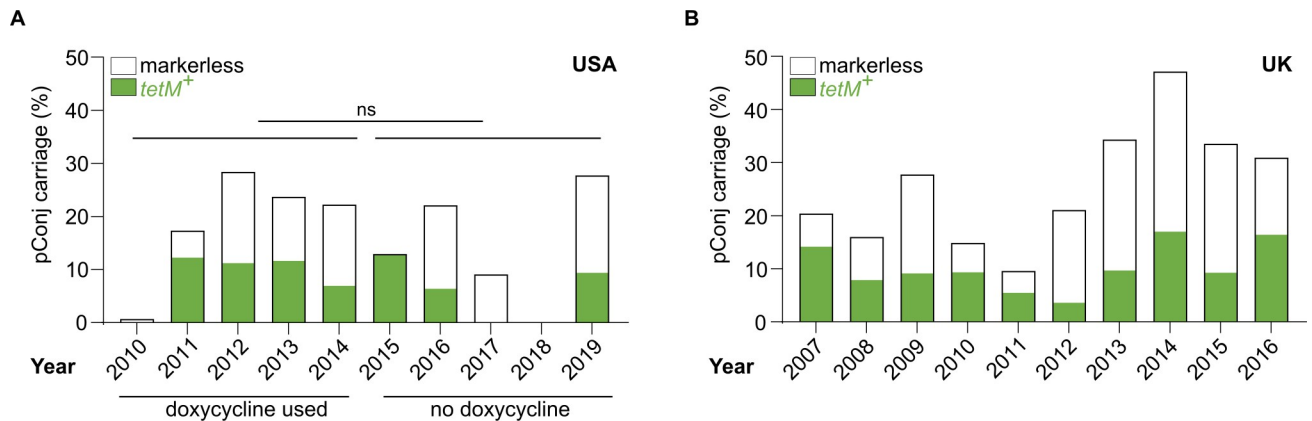 A
pConj carriage (%)
50
40
30
20
10
0
markerless
tetM+
USA
ns
Year
2010
2011
2012
2013
2014
2015
2016
2017
2018
2019
doxycycline used
no doxycycline
B
pConj carriage (%)
50
40
30
20
10
0
markerless
tetM+
UK
Year
2007
2008
2009
2010
2011
2012
2013
2014
2015
2016